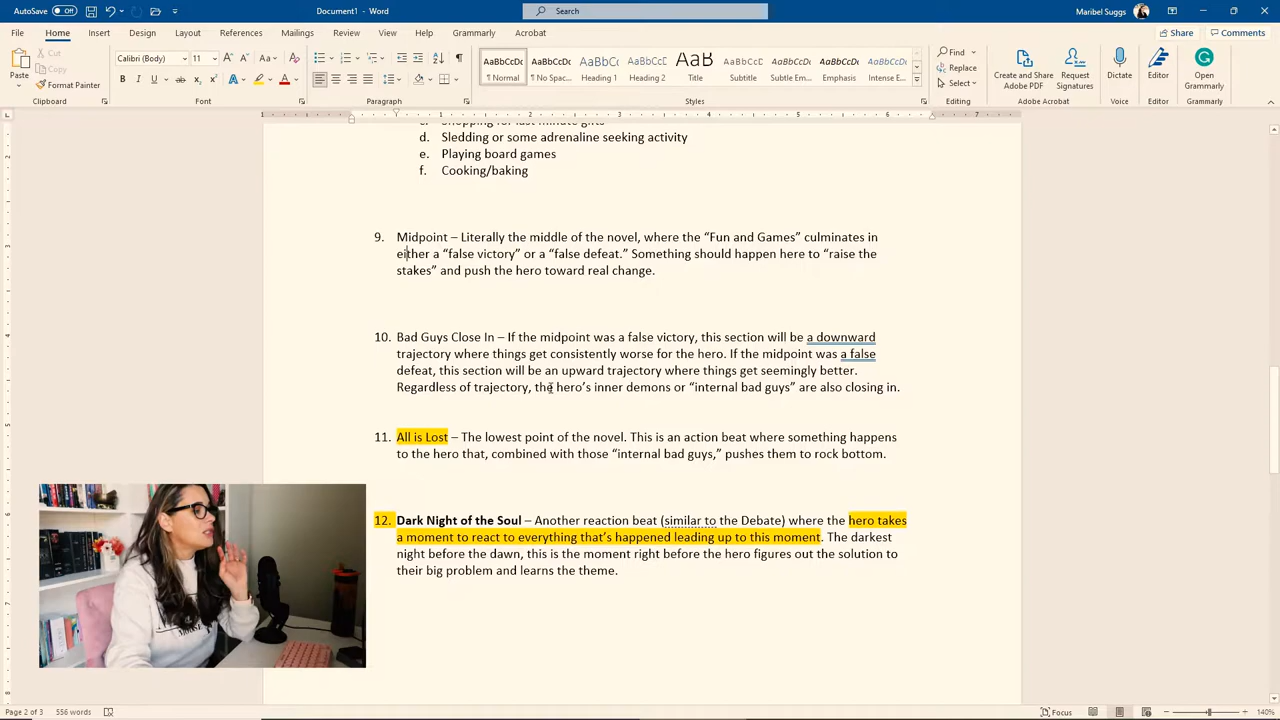 AutoSave Off
Document1 - Word
Search
Maribel Suggs
File Home Insert Design Layout References Mailings Review View Help Grammarly Acrobat
Share Comments
Paste
Cut
Copy
Format Painter
Clipboard
Calibri (Body) 11
Font
Paragraph
AaBbCcDc AaBbCcDc AaBbCc AaBbCcD AaB AaBbCcD AaBbCcDc AaBbCcDc AaBbCcDc
¶ Normal ¶ No Spac... Heading 1 Heading 2 Title Subtitle Subtle Em... Emphasis Intense E...
Styles
Find
Replace
Select
Editing
Create and Share
Adobe PDF
Request
Signatures
Adobe Acrobat
Dictate
Voice
Editor
Editor
Open
Grammarly
Grammarly
d. Sledding or some adrenaline seeking activity
e. Playing board games
f. Cooking/baking
9. Midpoint – Literally the middle of the novel, where the “Fun and Games” culminates in
either a “false victory” or a “false defeat.” Something should happen here to “raise the
stakes” and push the hero toward real change.
10. Bad Guys Close In – If the midpoint was a false victory, this section will be a downward
trajectory where things get consistently worse for the hero. If the midpoint was a false
defeat, this section will be an upward trajectory where things get seemingly better.
Regardless of trajectory, the hero’s inner demons or “internal bad guys” are also closing in.
11. All is Lost – The lowest point of the novel. This is an action beat where something happens
to the hero that, combined with those “internal bad guys,” pushes them to rock bottom.
12. Dark Night of the Soul – Another reaction beat (similar to the Debate) where the hero takes
a moment to react to everything that’s happened leading up to this moment. The darkest
night before the dawn, this is the moment right before the hero figures out the solution to
their big problem and learns the theme.
Page 2 of 3 556 words
Focus
140%